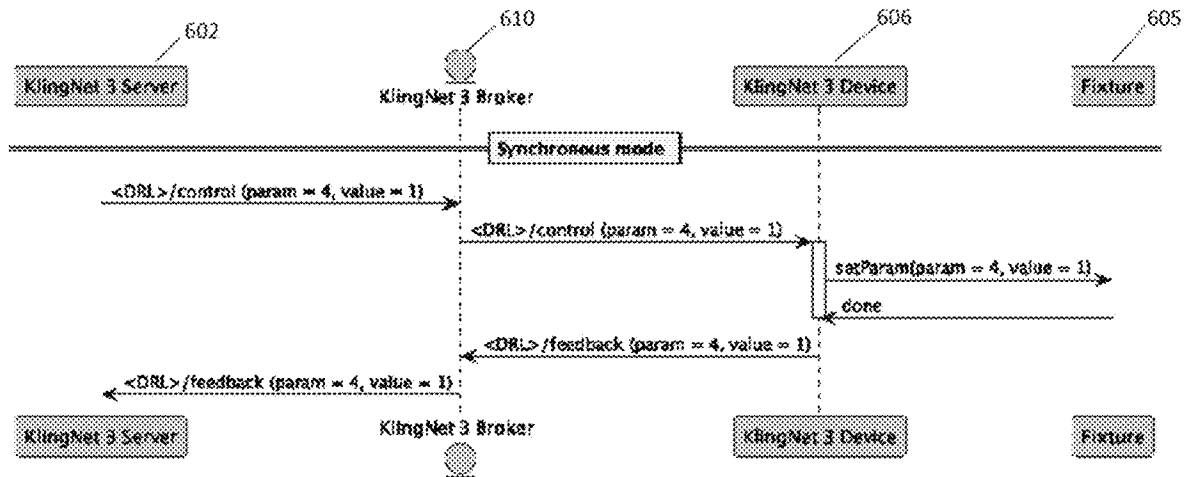 602
610
606
605
KlingNet 3 Server
KlingNet 3 Broker
KlingNet 3 Device
Fixture
Synchronous mode
<DRL>/control (param = 4, value = 1)
<DRL>/control (param = 4, value = 1)
setParam(param = 4, value = 1)
done
<DRL>/feedback (param = 4, value = 1)
<DRL>/feedback (param = 4, value = 1)
KlingNet 3 Server
KlingNet 3 Broker
KlingNet 3 Device
Fixture